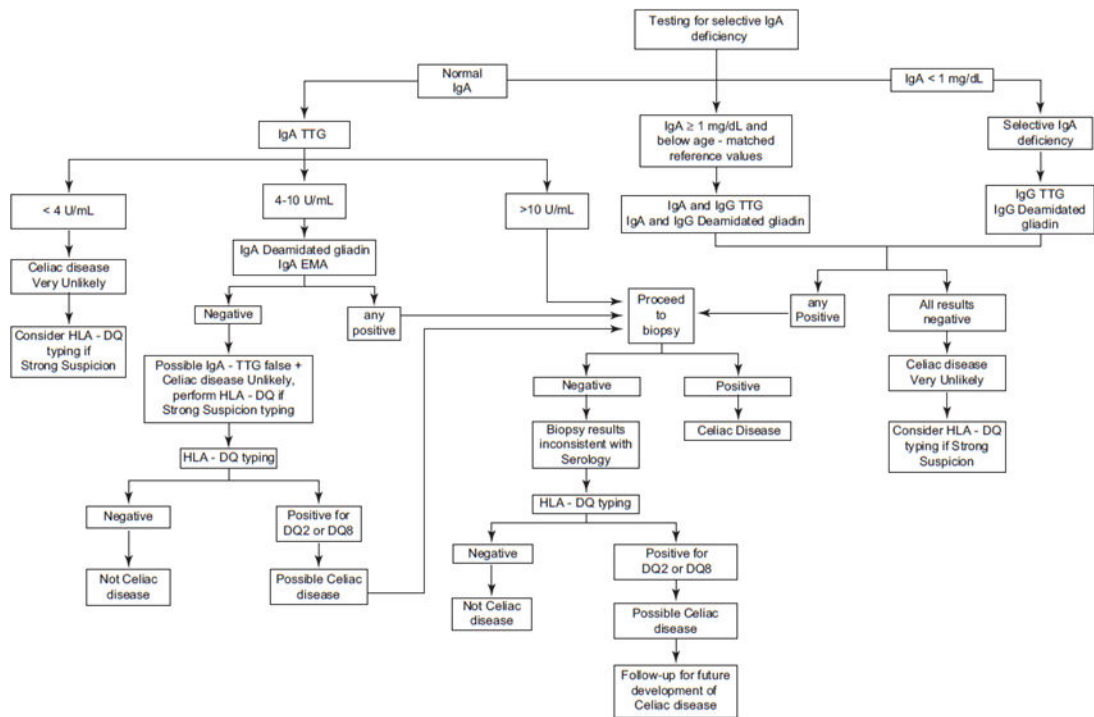 Testing for selective IgA
deficiency
Normal
IgA
IgA < 1 mg/dL
IgA TTG
IgA ≥ 1 mg/dL and
below age - matched
reference values
Selective IgA
deficiency
< 4 U/mL
4-10 U/mL
>10 U/mL
IgA and IgG TTG
IgA and IgG Deamidated gliadin
IgG TTG
IgG Deamidated
gliadin
Celiac disease
Very Unlikely
IgA Deamidated gliadin
IgA EMA
Consider HLA - DQ
typing if
Strong Suspicion
Negative
any
positive
Proceed
to
biopsy
any
Positive
All results
negative
Possible IgA - TTG false +
Celiac disease Unlikely,
perform HLA - DQ if
Strong Suspicion typing
Negative
Positive
Celiac disease
Very Unlikely
HLA - DQ typing
Biopsy results
inconsistent with
Serology
Celiac Disease
Consider HLA - DQ
typing if Strong
Suspicion
Negative
Positive for
DQ2 or DQ8
HLA - DQ typing
Not Celiac
disease
Possible Celiac
disease
Negative
Positive for
DQ2 or DQ8
Not Celiac
disease
Possible Celiac
disease
Follow-up for future
development of
Celiac disease